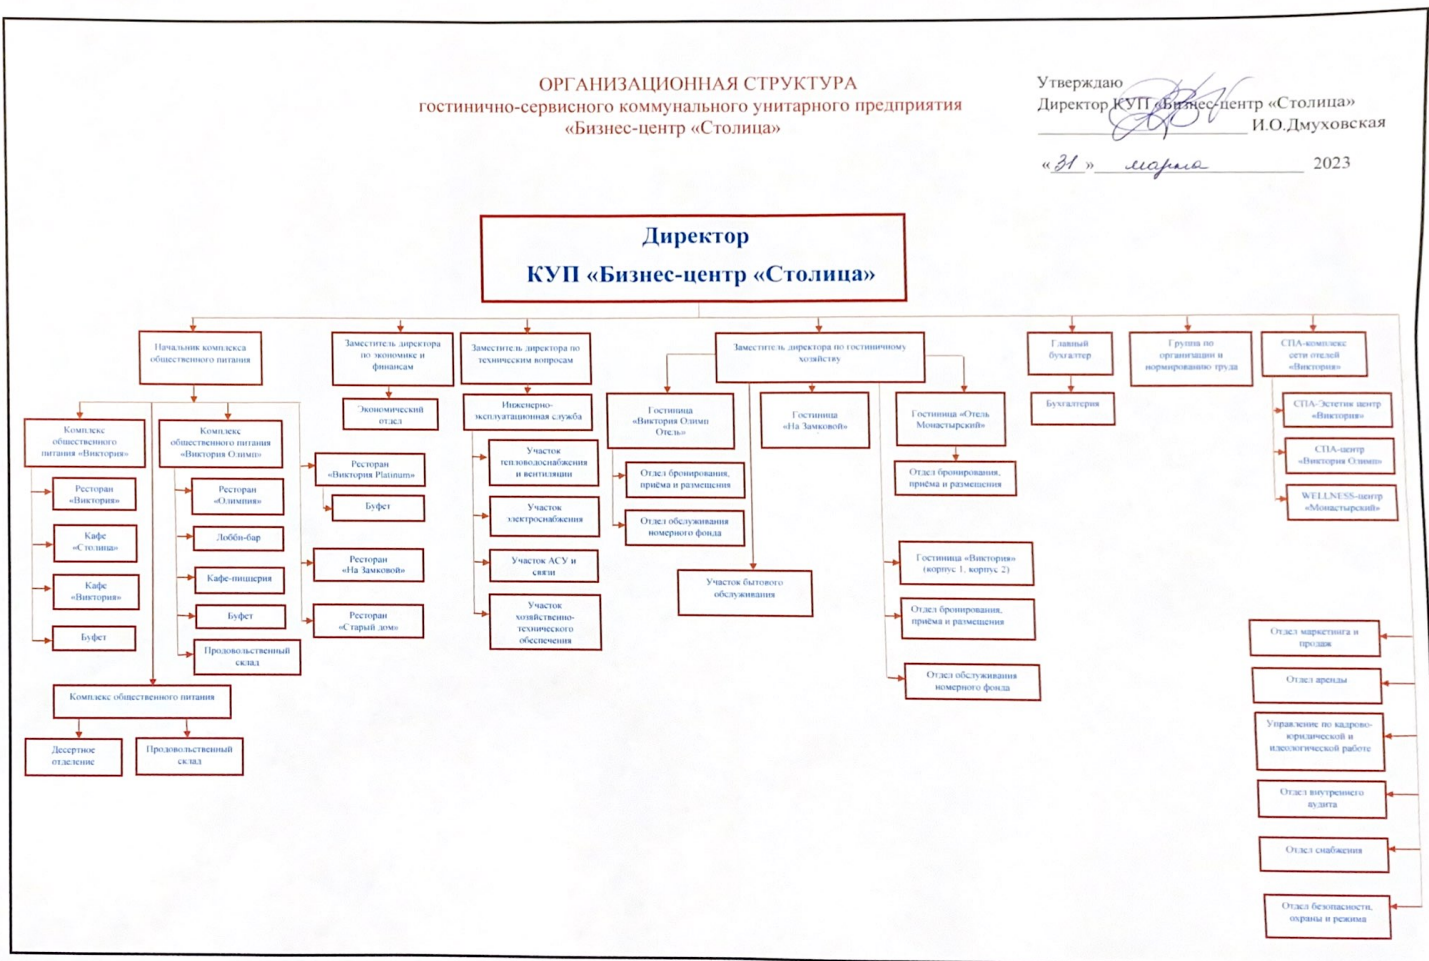 ОРГАНИЗАЦИОННАЯ СТРУКТУРА
гостинично-сервисного коммунального унитарного предприятия
«Бизнес-центр «Столица»
Утверждаю
Директор КУП «Бизнес-центр «Столица»
И.О.Дмуховская
«31» марта 2023
Директор
КУП «Бизнес-центр «Столица»
Начальник комплекса
общественного питания
Заместитель директора
по экономике и
финансам
Заместитель директора по
техническим вопросам
Заместитель директора по гостиничному
хозяйству
Главный
бухгалтер
Группа по
организации и
нормированию труда
СПА-комплекс
сети отелей
«Виктория»
Комплекс
общественного
питания «Виктория»
Ресторан
«Виктория»
Кафе
«Столица»
Кафе
«Виктория»
Буфет
Комплекс
общественного питания
«Виктория Олимп»
Ресторан
«Олимпия»
Лобби-бар
Кафе-пиццерия
Буфет
Продовольственный
склад
Комплекс общественного питания
Десертное
отделение
Продовольственный
склад
Ресторан
«Виктория Platinum»
Буфет
Ресторан
«На Замковой»
Ресторан
«Старый дом»
Экономический
отдел
Инженерно-
эксплуатационная служба
Участок
тепловодоснабжения
и вентиляции
Участок
электроснабжения
Участок АСУ и
связи
Участок
хозяйственно-
технического
обеспечения
Гостиница
«Виктория Олимп
Отель»
Отдел бронирования,
приёма и размещения
Отдел обслуживания
номерного фонда
Участок бытового
обслуживания
Гостиница
«На Замковой»
Гостиница «Отель
Монастырский»
Отдел бронирования,
приёма и размещения
Гостиница «Виктория»
(корпус 1, корпус 2)
Отдел бронирования,
приёма и размещения
Отдел обслуживания
номерного фонда
Бухгалтерия
СПА-Эстетик центр
«Виктория»
СПА-центр
«Виктория Олимп»
WELLNESS-центр
«Монастырский»
Отдел маркетинга и
продаж
Отдел аренды
Управление по кадрово-
юридической и
идеологической работе
Отдел внутреннего
аудита
Отдел снабжения
Отдел безопасности,
охраны и режима